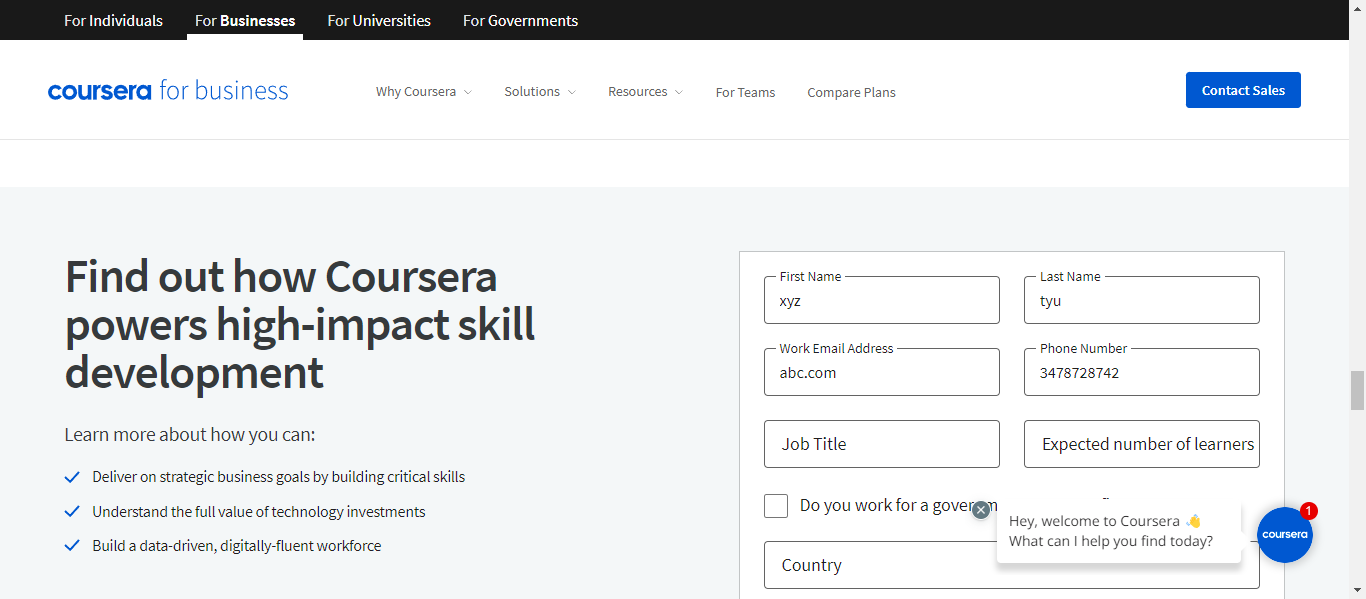 For Individuals
For Businesses
For Universities
For Governments
coursera for business
Why Coursera
Solutions
Resources
For Teams
Compare Plans
Contact Sales
Find out how Coursera
powers high-impact skill
development
Learn more about how you can:
Deliver on strategic business goals by building critical skills
Understand the full value of technology investments
Build a data-driven, digitally-fluent workforce
First Name
xyz
Last Name
tyu
Work Email Address
abc.com
Phone Number
3478728742
Job Title
Expected number of learners
Do you work for a
Country
Hey, welcome to Coursera 👋
What can I help you find today?
coursera
1